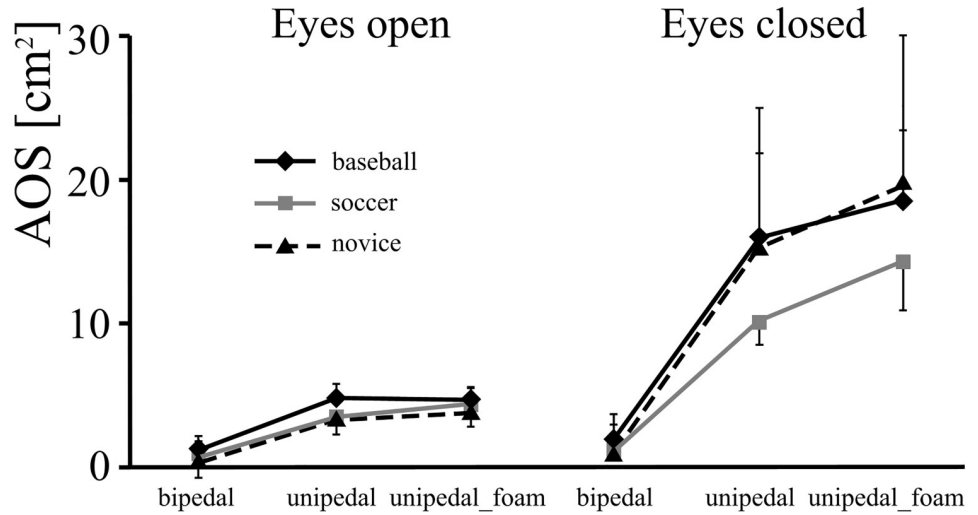 Eyes open
Eyes closed
AOS [cm²]
30
20
10
0
baseball
soccer
novice
bipedal
unipedal
unipedal_foam
bipedal
unipedal
unipedal_foam